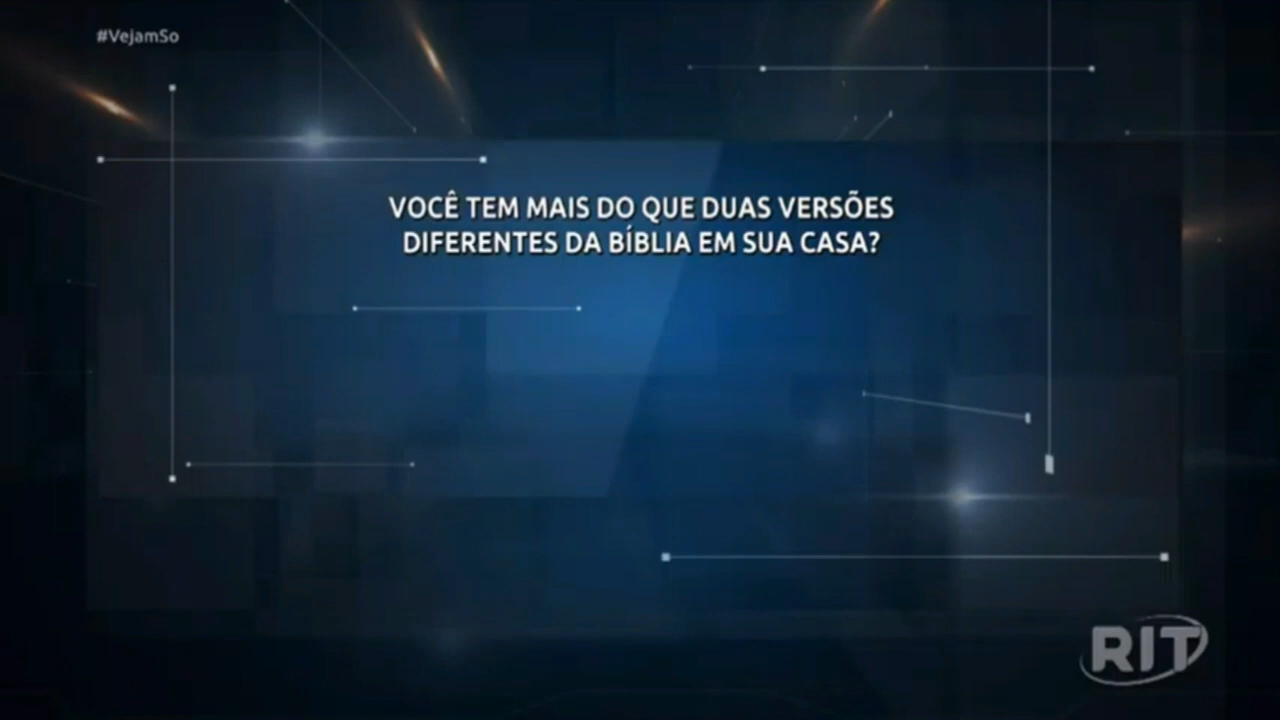 #VejamSo
VOCÊ TEM MAIS DO QUE DUAS VERSÕES
DIFERENTES DA BÍBLIA EM SUA CASA?
RIT